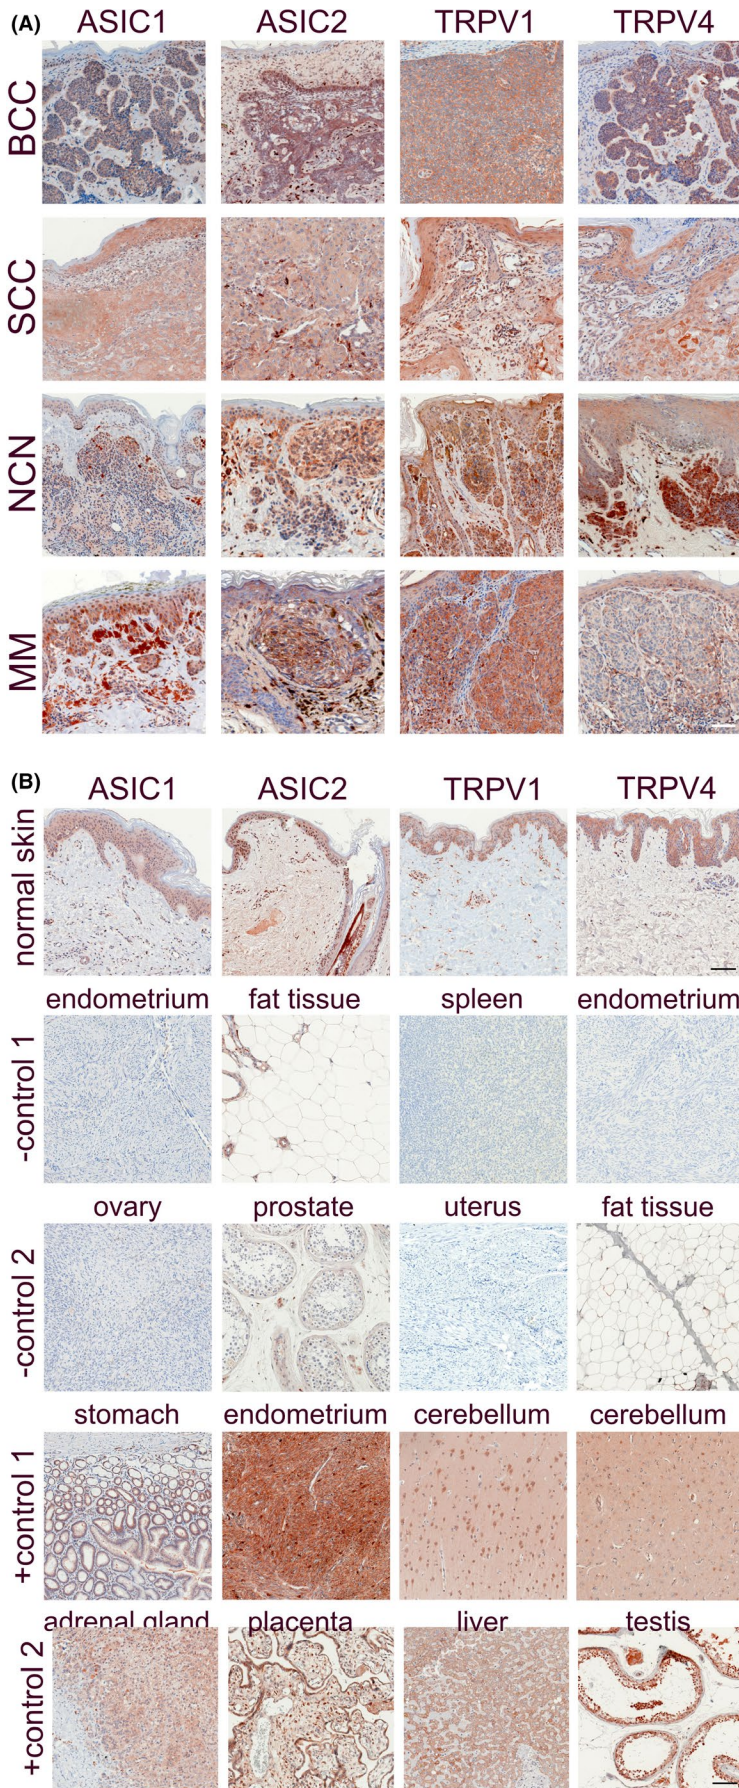 (A) ASIC1 ASIC2 TRPV1 TRPV4
BCC
SCC
NCN
MM
(B) ASIC1 ASIC2 TRPV1 TRPV4
normal skin
endometrium fat tissue spleen endometrium
-control 1
ovary prostate uterus fat tissue
-control 2
stomach endometrium cerebellum cerebellum
+control 1
adrenal gland placenta liver testis
+control 2